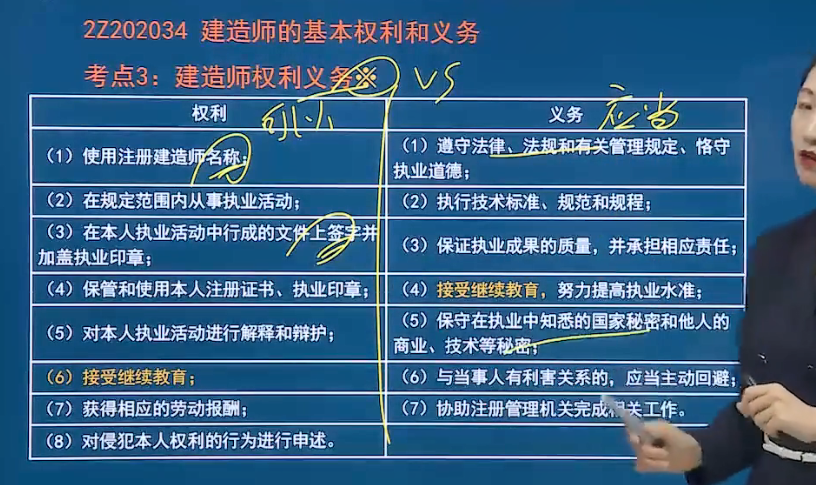 2Z202034 建造师的基本权利和义务
考点3：建造师权利义务※ VS
权利 可以
义务 应当
（1）使用注册建造师名称；
（1）遵守法律、法规和有关管理规定、恪守
执业道德；
（2）在规定范围内从事执业活动；
（2）执行技术标准、规范和规程；
（3）在本人执业活动中行成的文件上签字并
加盖执业印章；
（3）保证执业成果的质量，并承担相应责任；
（4）保管和使用本人注册证书、执业印章；
（4）接受继续教育，努力提高执业水准；
（5）对本人执业活动进行解释和辩护；
（5）保守在执业中知悉的国家秘密和他人的
商业、技术等秘密；
（6）接受继续教育；
（6）与当事人有利害关系的，应当主动回避；
（7）获得相应的劳动报酬；
（7）协助注册管理机关完成相关工作。
（8）对侵犯本人权利的行为进行申述。